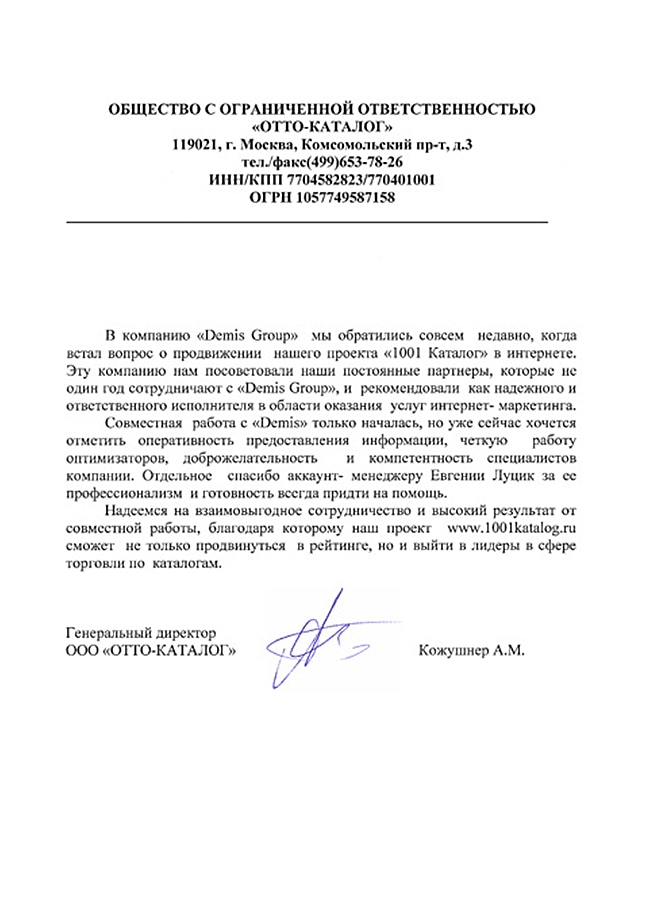 ОБЩЕСТВО С ОГРАНИЧЕННОЙ ОТВЕТСТВЕННОСТЬЮ
«ОТТО-КАТАЛОГ»
119021, г. Москва, Комсомольский пр-т, д.3
тел./факс(499)653-78-26
ИНН/КПП 7704582823/770401001
ОГРН 1057749587158
В компанию «Demis Group» мы обратились совсем недавно, когда
встал вопрос о продвижении нашего проекта «1001 Каталог» в интернете.
Эту компанию нам посоветовали наши постоянные партнеры, которые не
один год сотрудничают с «Demis Group», и рекомендовали как надежного и
ответственного исполнителя в области оказания услуг интернет- маркетинга.
Совместная работа с «Demis» только началась, но уже сейчас хочется
отметить оперативность предоставления информации, четкую работу
оптимизаторов, доброжелательность и компетентность специалистов
компании. Отдельное спасибо аккаунт- менеджеру Евгении Луцик за ее
профессионализм и готовность всегда придти на помощь.
Надеемся на взаимовыгодное сотрудничество и высокий результат от
совместной работы, благодаря которому наш проект www.1001katalog.ru
сможет не только продвинуться в рейтинге, но и выйти в лидеры в сфере
торговли по каталогам.
Генеральный директор
ООО «ОТТО-КАТАЛОГ» Кожушнер А.М.